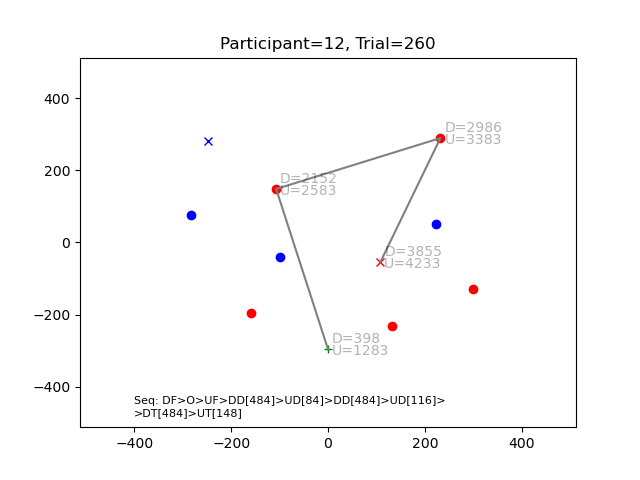 Participant=12, Trial=260
D=2986
U=3383
D=2152
U=2583
D=3855
U=4233
D=398
U=1283
400
200
0
−200
−400
Seq: DF>O>UF>DD[484]>UD[84]>DD[484]>UD[116]>
>DT[484]>UT[148]
−400 −200 0 200 400